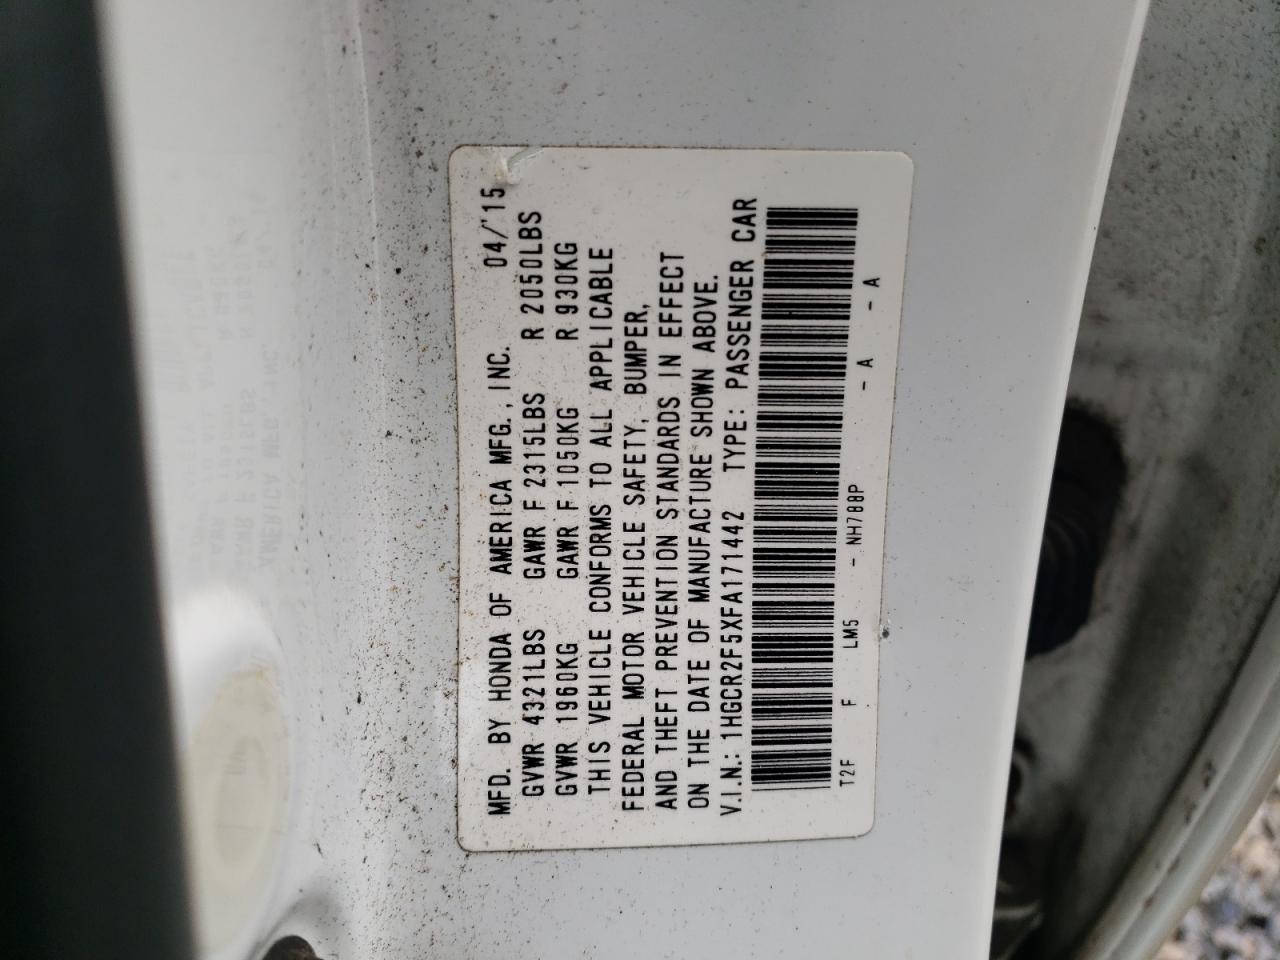 MFD. BY HONDA OF AMERICA MFG., INC. 04/'15
GVWR 4321LBS GAWR F 2315LBS R 2050LBS
GVWR 1960KG GAWR F 1050KG R 930KG
THIS VEHICLE CONFORMS TO ALL APPLICABLE
FEDERAL MOTOR VEHICLE SAFETY, BUMPER,
AND THEFT PREVENTION STANDARDS IN EFFECT
ON THE DATE OF MANUFACTURE SHOWN ABOVE.
V.I.N.: 1HGCR2F5XFA171442 TYPE: PASSENGER CAR
T2F F LM5 - NH788P - A - A